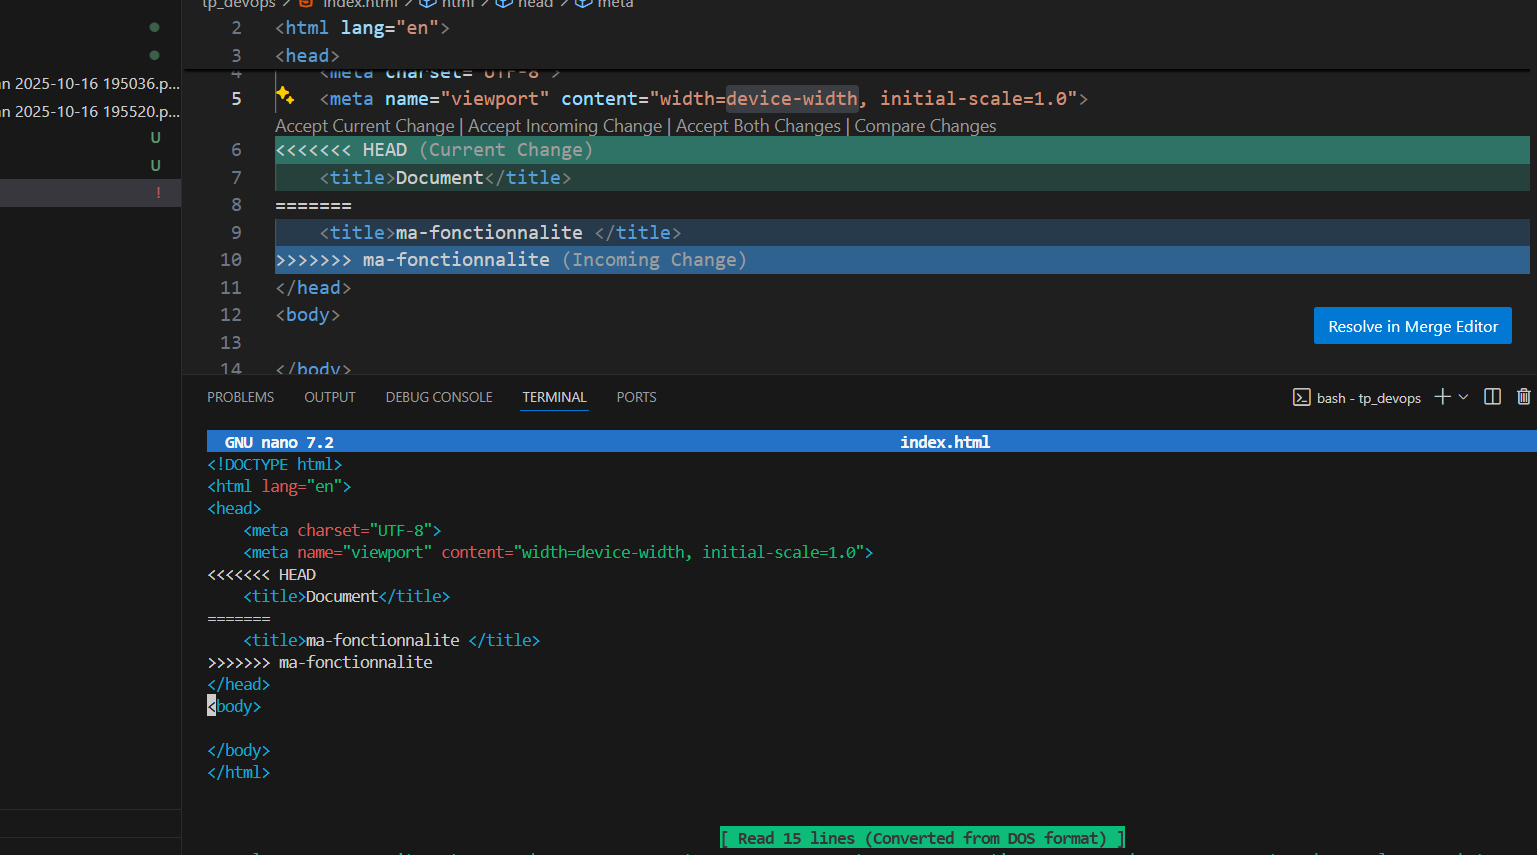 tp_devops > index.html > html > head > meta
n 2025-10-16 195036.p...
n 2025-10-16 195520.p...
U
U
!
2 <html lang="en">
3 <head>
4 <meta charset="UTF-8">
5 <meta name="viewport" content="width=device-width, initial-scale=1.0">
Accept Current Change | Accept Incoming Change | Accept Both Changes | Compare Changes
6 <<<<<<< HEAD (Current Change)
7 <title>Document</title>
8 =======
9 <title>ma-fonctionnalite </title>
10 >>>>>>> ma-fonctionnalite (Incoming Change)
11 </head>
12 <body>
13
14 </body>
Resolve in Merge Editor
PROBLEMS OUTPUT DEBUG CONSOLE TERMINAL PORTS
bash - tp_devops
GNU nano 7.2 index.html
<!DOCTYPE html>
<html lang="en">
<head>
<meta charset="UTF-8">
<meta name="viewport" content="width=device-width, initial-scale=1.0">
<<<<<<< HEAD
<title>Document</title>
=======
<title>ma-fonctionnalite </title>
>>>>>>> ma-fonctionnalite
</head>
<body>
</body>
</html>
[ Read 15 lines (Converted from DOS format) ]